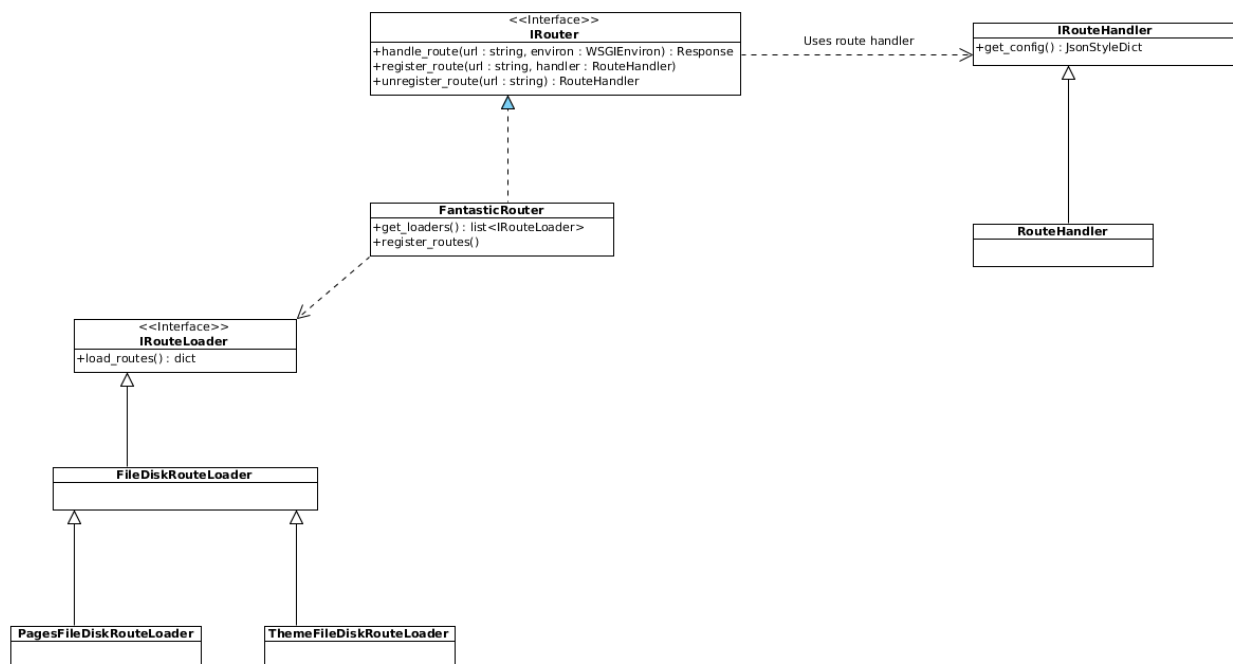 <<Interface>>
IRouter
+handle_route(url : string, environ : WSGIEnviron) : Response
+register_route(url : string, handler : RouteHandler)
+unregister_route(url : string) : RouteHandler
Uses route handler
IRouteHandler
+get_config() : JsonStyleDict
FantasticRouter
+get_loaders() : list<IRouteLoader>
+register_routes()
RouteHandler
<<Interface>>
IRouteLoader
+load_routes() : dict
FileDiskRouteLoader
PagesFileDiskRouteLoader
ThemeFileDiskRouteLoader